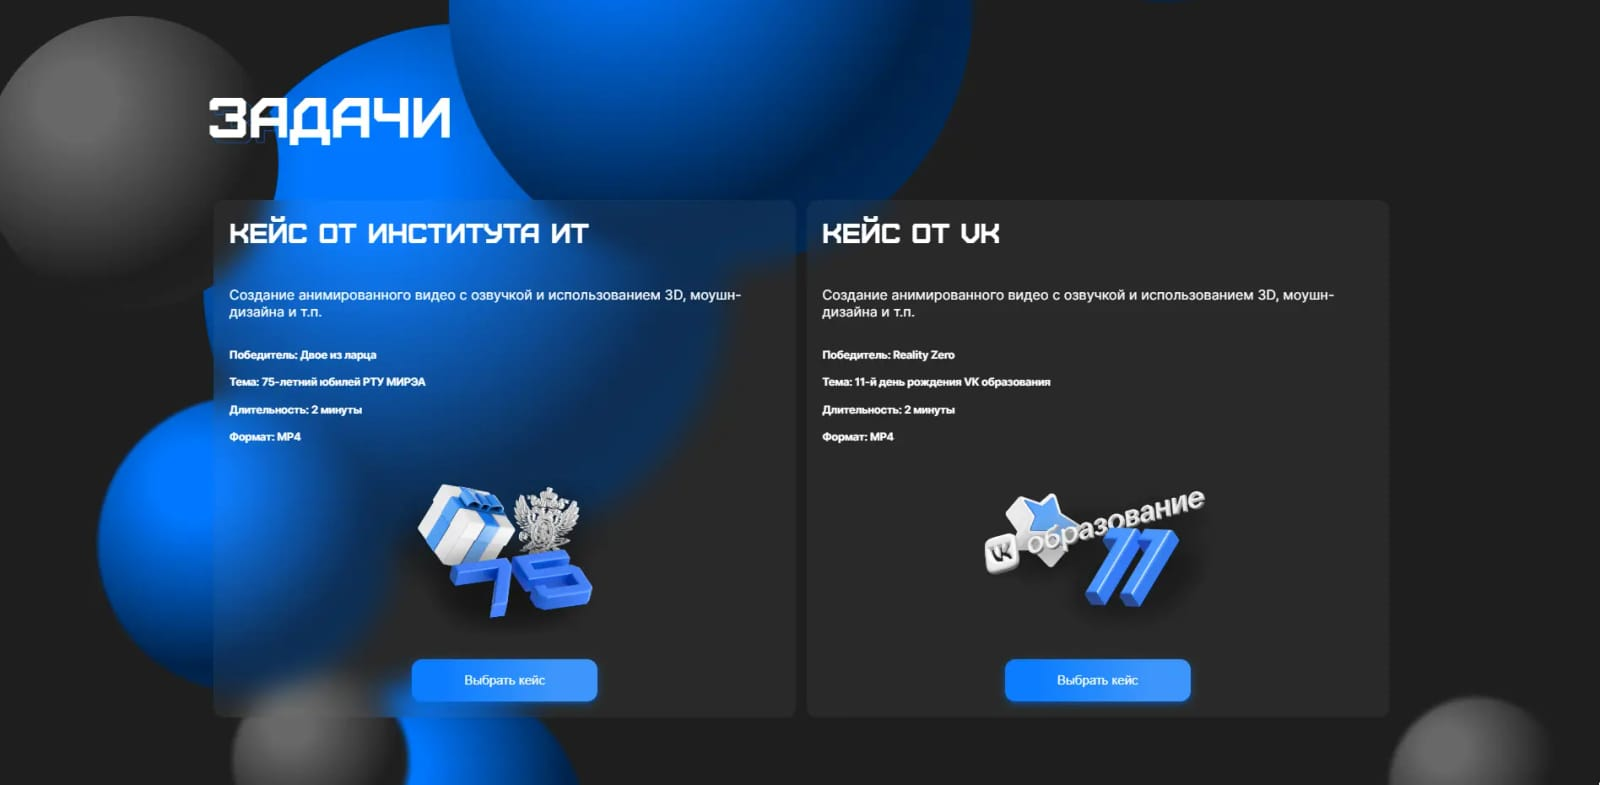 ЗАДАЧИ
КЕЙС ОТ ИНСТИТУТА ИТ
Создание анимированного видео с озвучкой и использованием 3D, моушн-
дизайна и т.п.
Победитель: Двое из ларца
Тема: 75-летний юбилей РТУ МИРЭА
Длительность: 2 минуты
Формат: MP4
75
Выбрать кейс
КЕЙС ОТ VK
Создание анимированного видео с озвучкой и использованием 3D, моушн-
дизайна и т.п.
Победитель: Reality Zero
Тема: 11-й день рождения VK образования
Длительность: 2 минуты
Формат: MP4
VK образование
11
Выбрать кейс